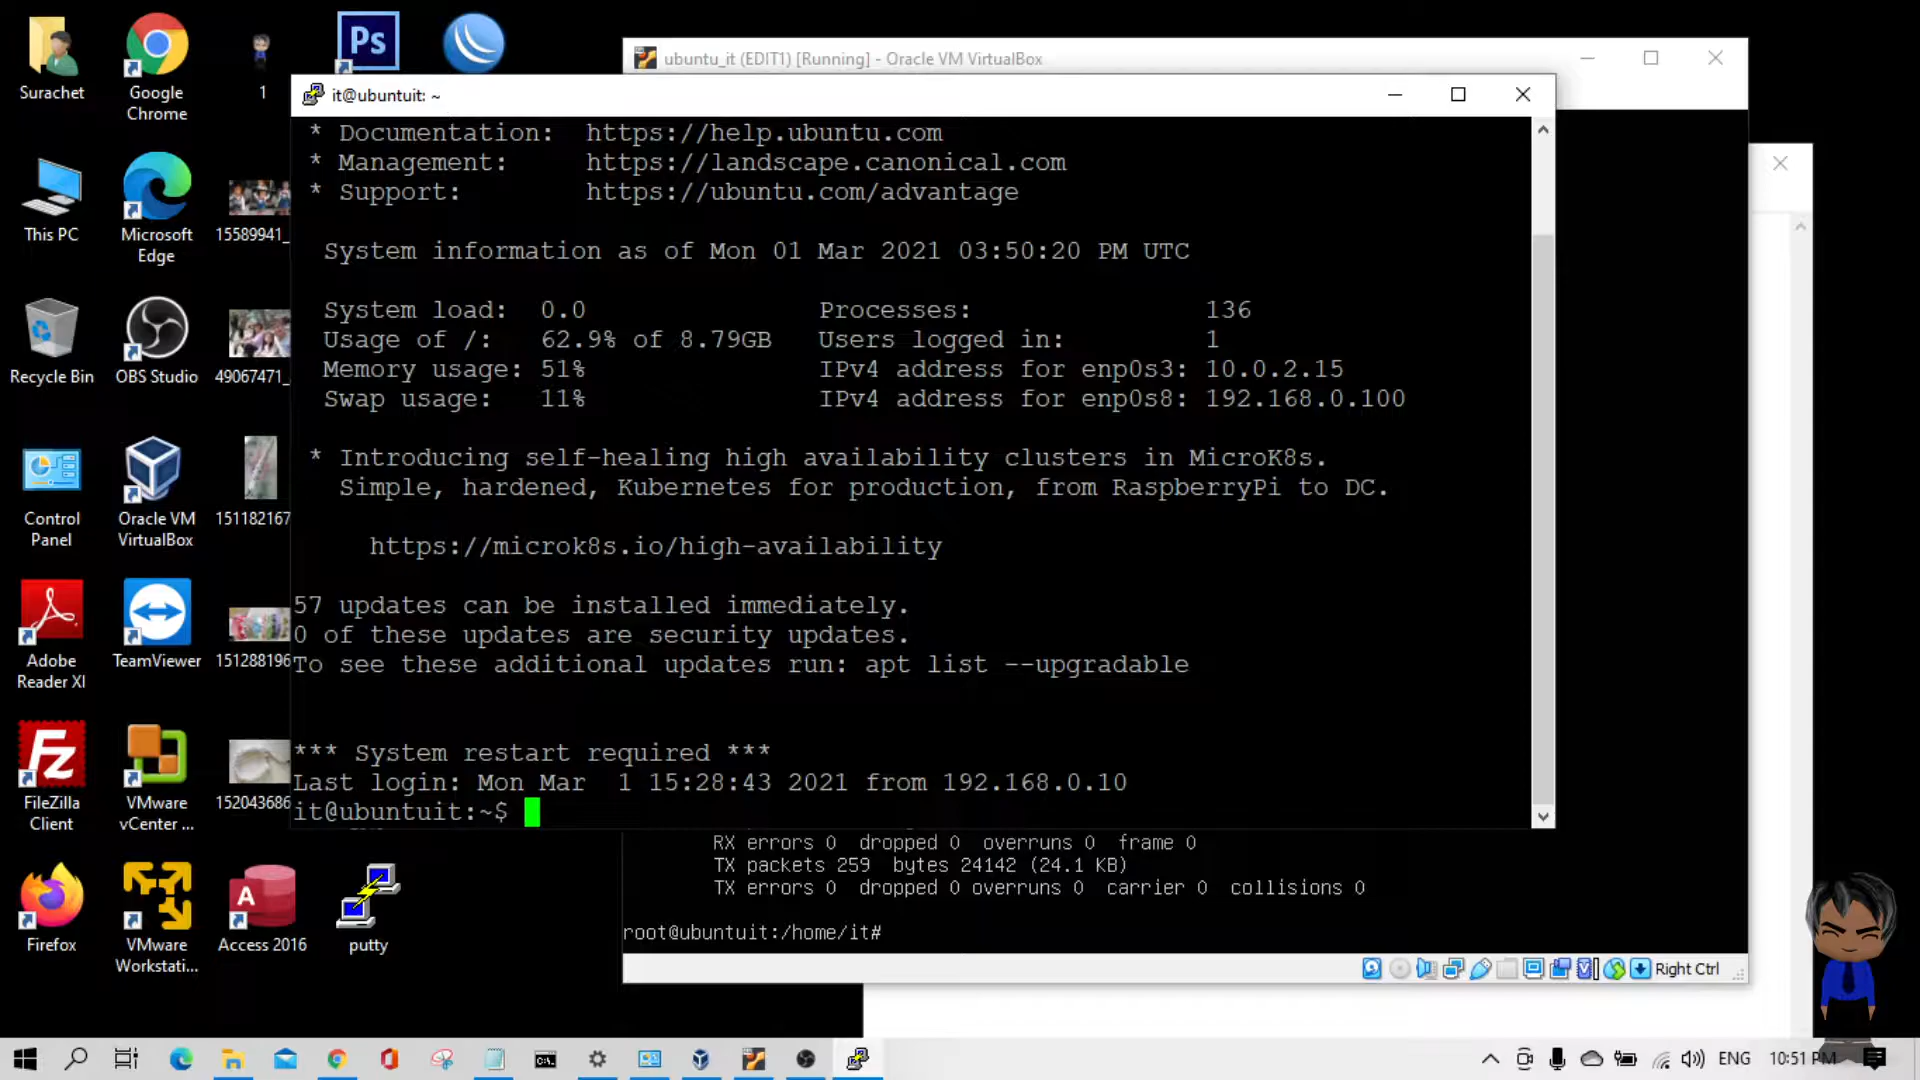 Surachet
Google
Chrome
1
Ps
This PC
Microsoft
Edge
15589941_
Recycle Bin
OBS Studio
49067471_
Control
Panel
Oracle VM
VirtualBox
151182167
Adobe
Reader XI
TeamViewer
151288196
FileZilla
Client
VMware
vCenter ...
152043686
Firefox
VMware
Workstati...
Access 2016
putty
ubuntu_it (EDIT1) [Running] - Oracle VM VirtualBox
it@ubuntuit: ~
* Documentation:  https://help.ubuntu.com
* Management:     https://landscape.canonical.com
* Support:        https://ubuntu.com/advantage
System information as of Mon 01 Mar 2021 03:50:20 PM UTC
System load:  0.0                Processes:               136
Usage of /:   62.9% of 8.79GB   Users logged in:         1
Memory usage: 51%               IPv4 address for enp0s3: 10.0.2.15
Swap usage:   11%               IPv4 address for enp0s8: 192.168.0.100
* Introducing self-healing high availability clusters in MicroK8s.
Simple, hardened, Kubernetes for production, from RaspberryPi to DC.
https://microk8s.io/high-availability
57 updates can be installed immediately.
0 of these updates are security updates.
To see these additional updates run: apt list --upgradable
*** System restart required ***
Last login: Mon Mar  1 15:28:43 2021 from 192.168.0.10
it@ubuntuit:~$
RX errors 0  dropped 0  overruns 0  frame 0
TX packets 259  bytes 24142 (24.1 KB)
TX errors 0  dropped 0 overruns 0  carrier 0  collisions 0
root@ubuntuit:/home/it#
Right Ctrl
ENG
10:51 PM